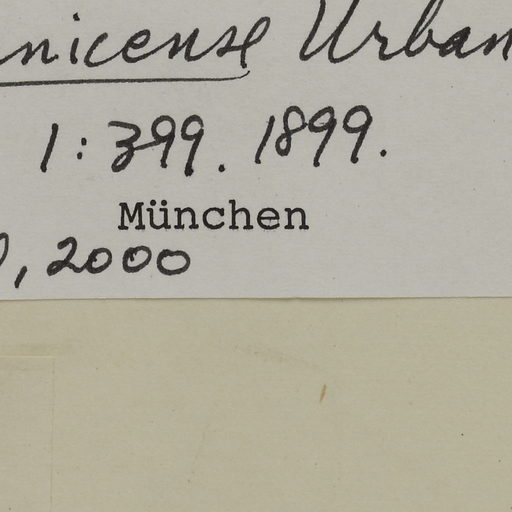 nicense Urban
1:399. 1899.
München
, 2000